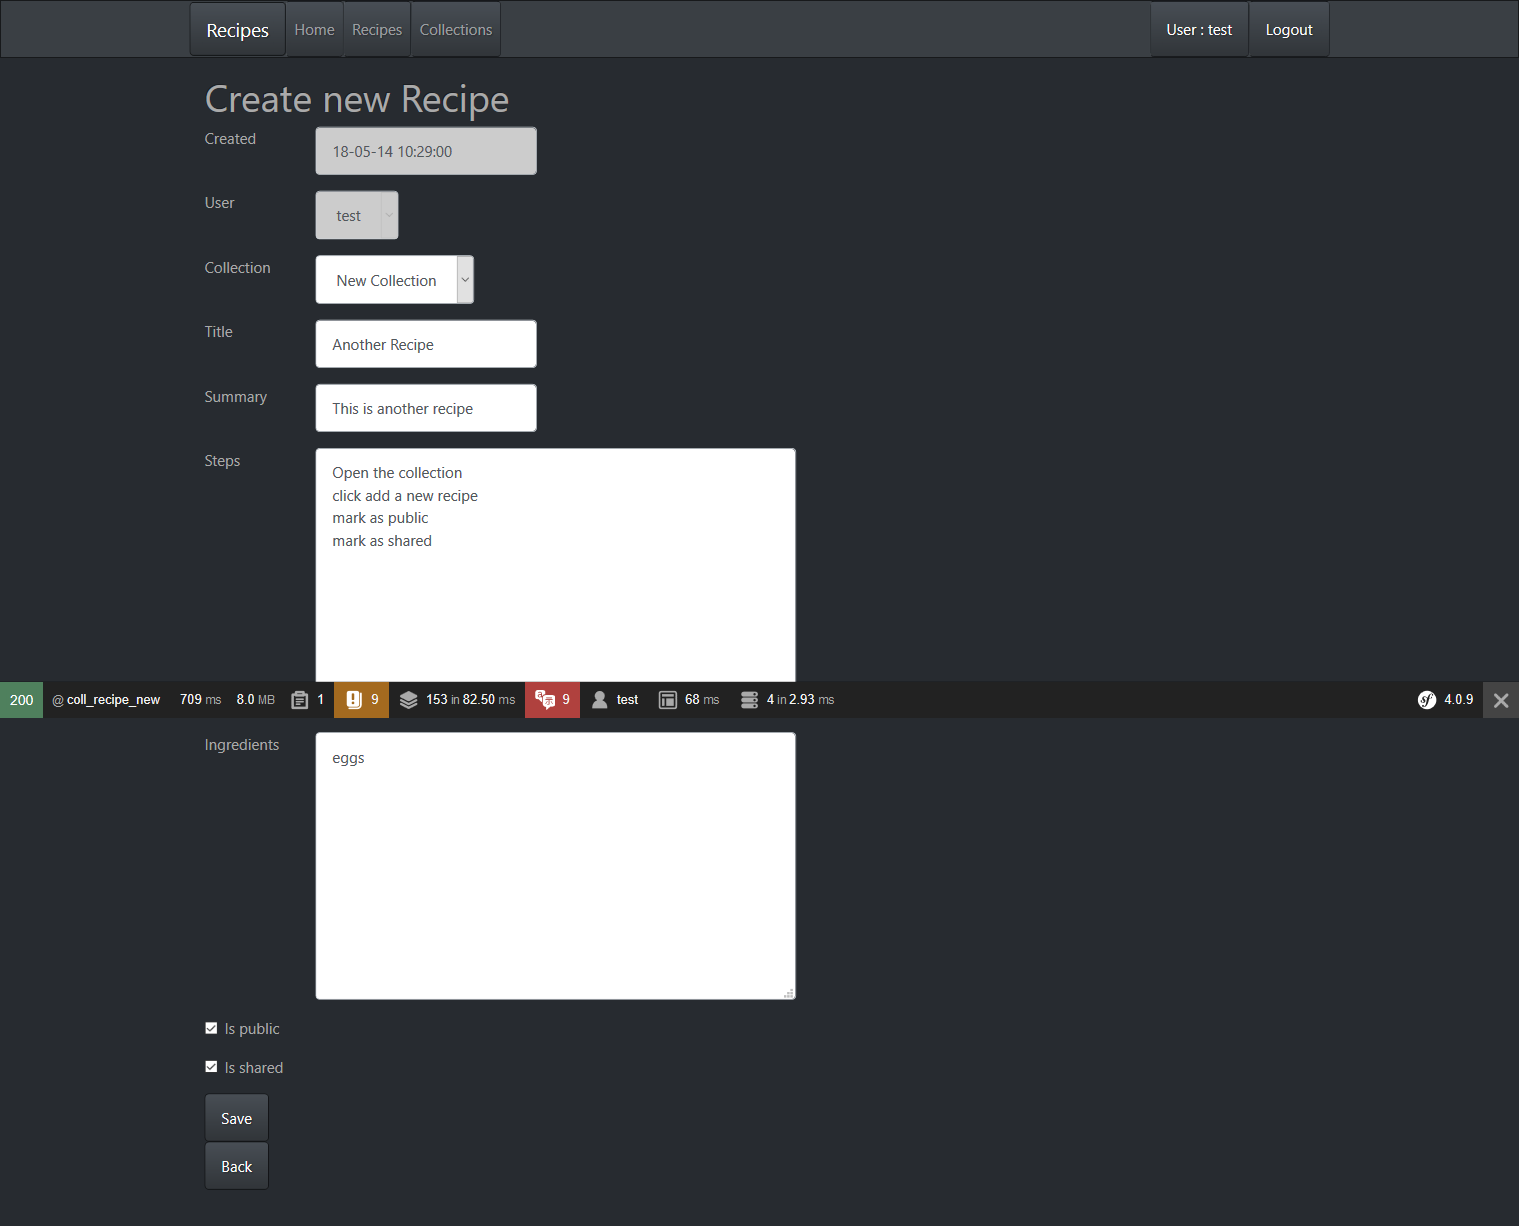 Recipes Home Recipes Collections User : test Logout
Create new Recipe
Created 18-05-14 10:29:00
User test
Collection New Collection
Title Another Recipe
Summary This is another recipe
Steps Open the collection
click add a new recipe
mark as public
mark as shared
200 @ coll_recipe_new 709 ms 8.0 MB 1 9 153 in 82.50 ms 9 test 68 ms 4 in 2.93 ms sf 4.0.9
Ingredients eggs
Is public
Is shared
Save
Back